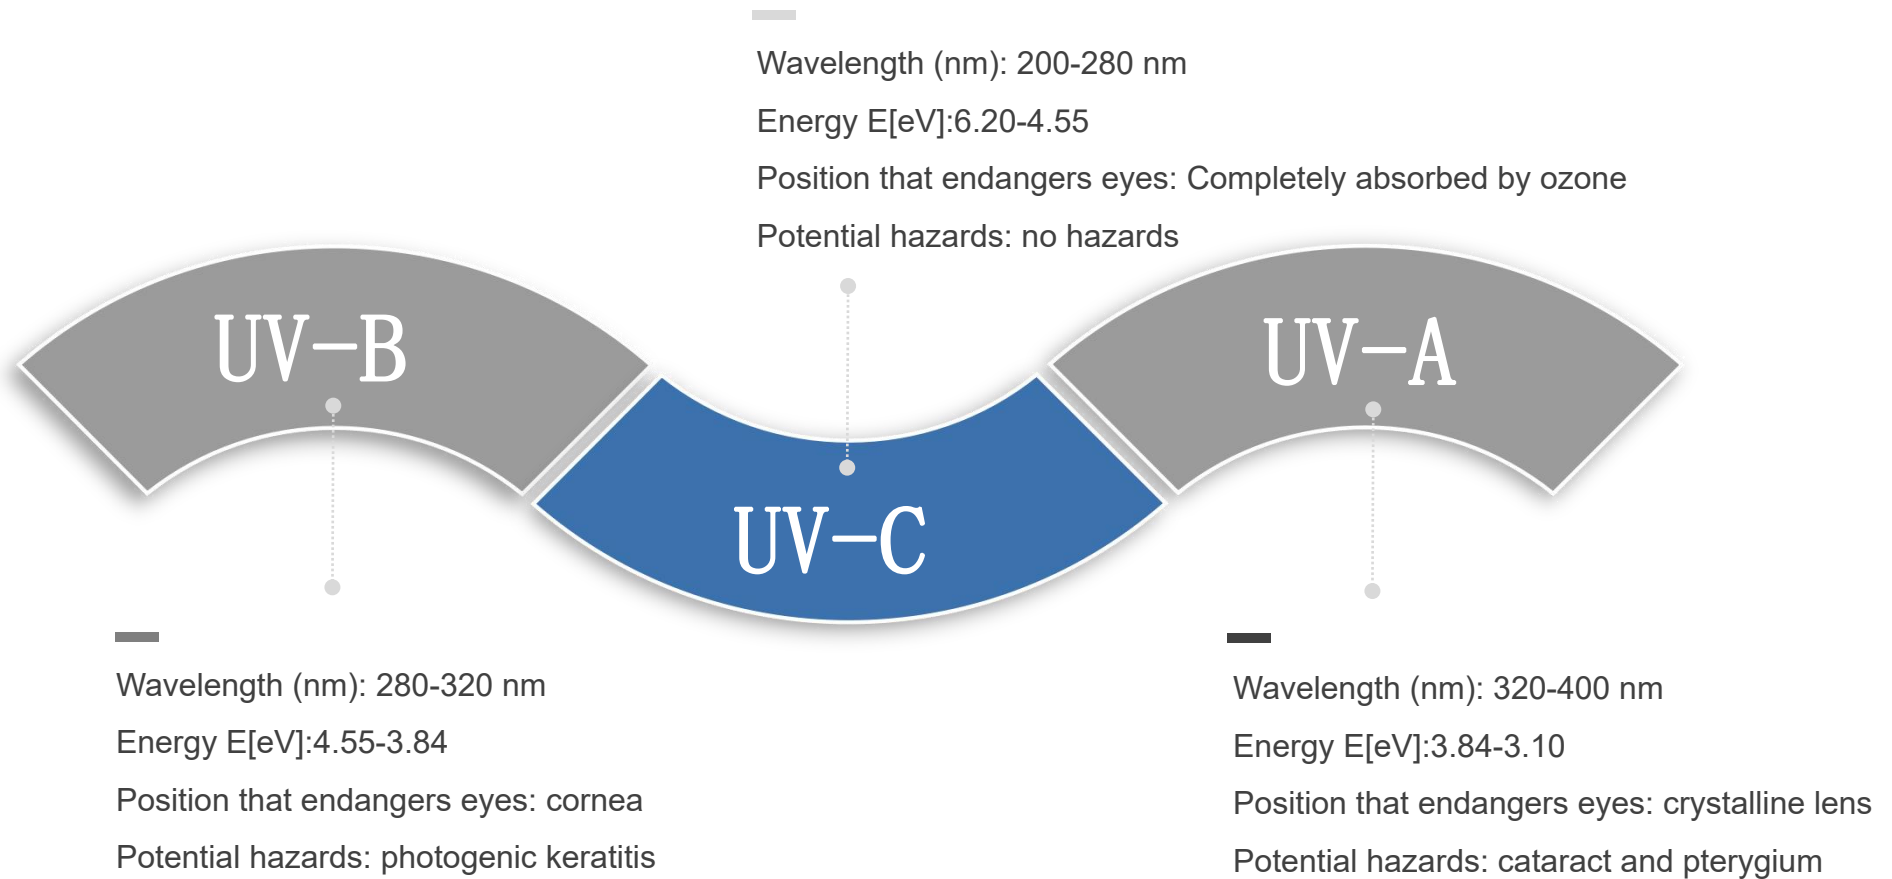 Wavelength (nm): 200-280 nm
Energy E[eV]:6.20-4.55
Position that endangers eyes: Completely absorbed by ozone
Potential hazards: no hazards
UV-B
UV-A
UV-C
Wavelength (nm): 280-320 nm
Energy E[eV]:4.55-3.84
Position that endangers eyes: cornea
Potential hazards: photogenic keratitis
Wavelength (nm): 320-400 nm
Energy E[eV]:3.84-3.10
Position that endangers eyes: crystalline lens
Potential hazards: cataract and pterygium